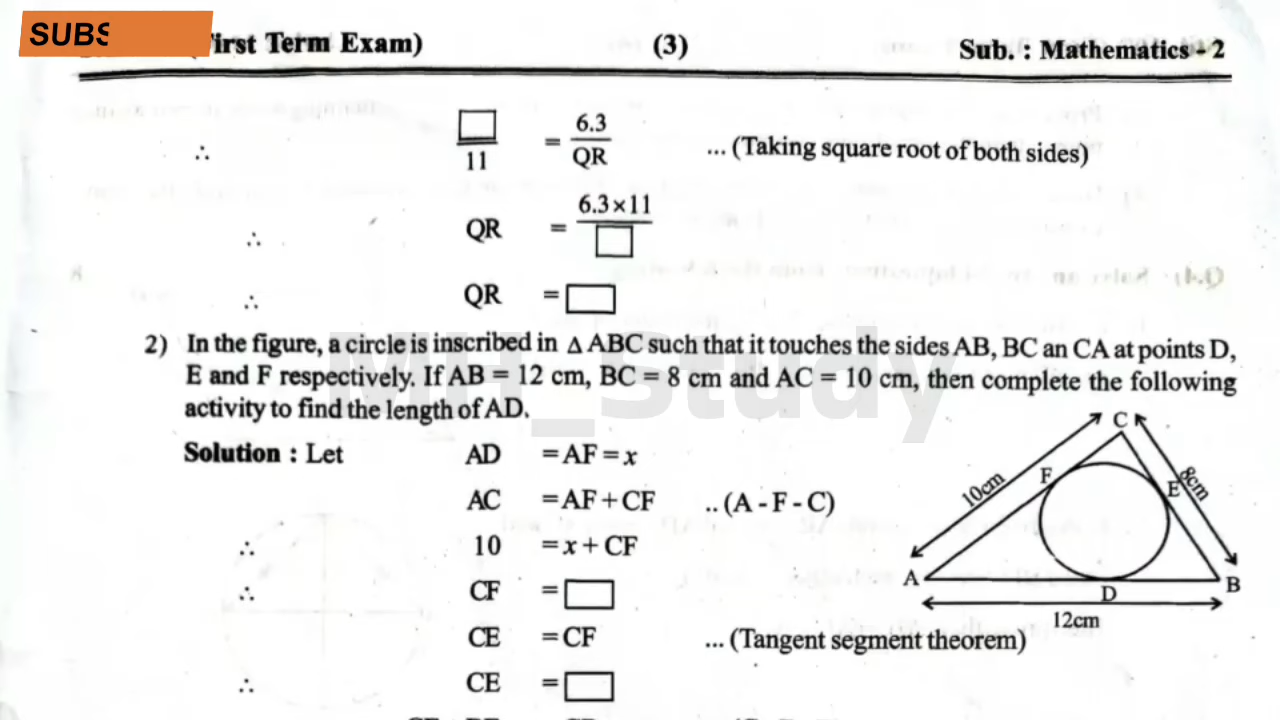 SUBS
First Term Exam) (3) Sub. : Mathematics - 2
∴ □/11 = 6.3/QR ... (Taking square root of both sides)
∴ QR = 6.3×11/□
∴ QR = □
2) In the figure, a circle is inscribed in △ABC such that it touches the sides AB, BC an CA at points D,
E and F respectively. If AB = 12 cm, BC = 8 cm and AC = 10 cm, then complete the following
activity to find the length of AD.
Solution : Let AD = AF = x
AC = AF + CF .. (A - F - C)
∴ 10 = x + CF
∴ CF = □
CE = CF ... (Tangent segment theorem)
∴ CE = □
C
F
10cm
E
8cm
A
D
B
12cm
MH_Study